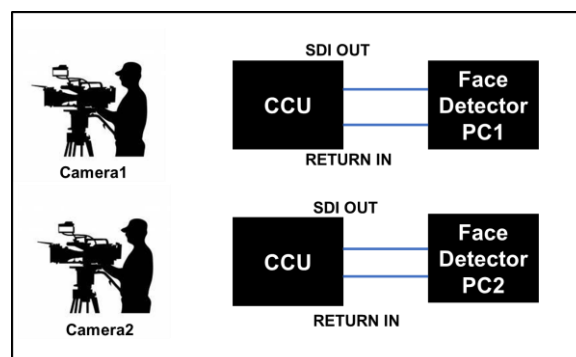 SDI OUT
CCU
Face
Detector
PC1
RETURN IN
Camera1
SDI OUT
CCU
Face
Detector
PC2
RETURN IN
Camera2